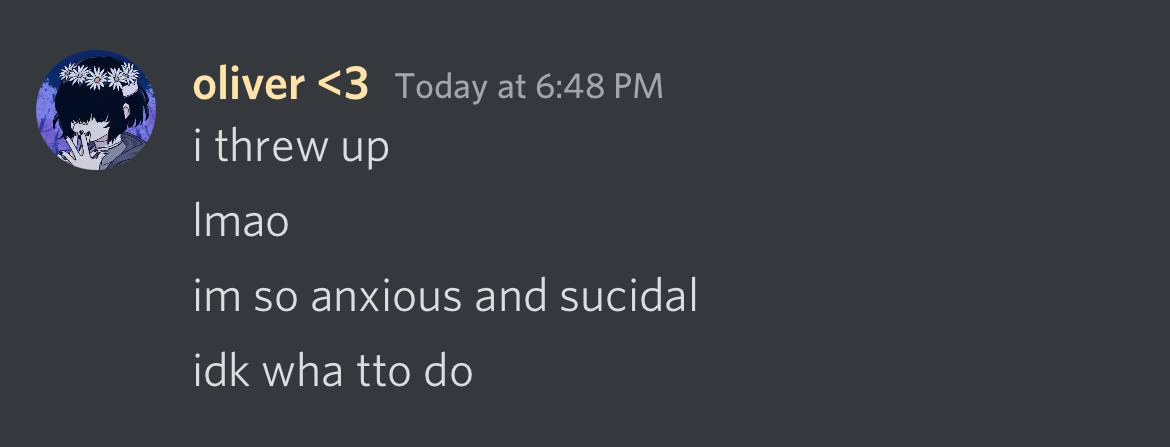 oliver <3 Today at 6:48 PM
i threw up
lmao
im so anxious and sucidal
idk wha tto do